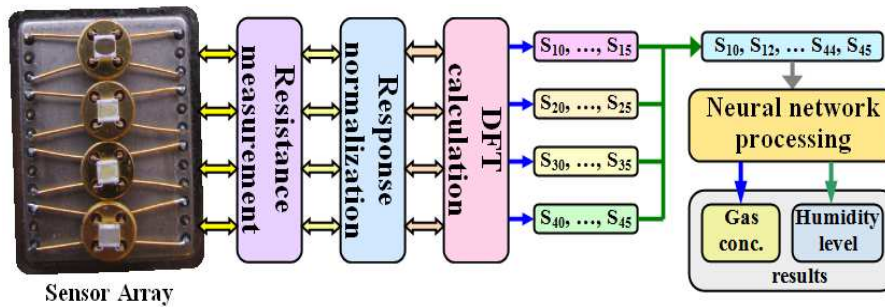 Sensor Array
Resistance
measurement
Response
normalization
DFT
calculation
S10, ..., S15
S20, ..., S25
S30, ..., S35
S40, ..., S45
S10, S12, ... S44, S45
Neural network
processing
Gas
conc.
Humidity
level
results